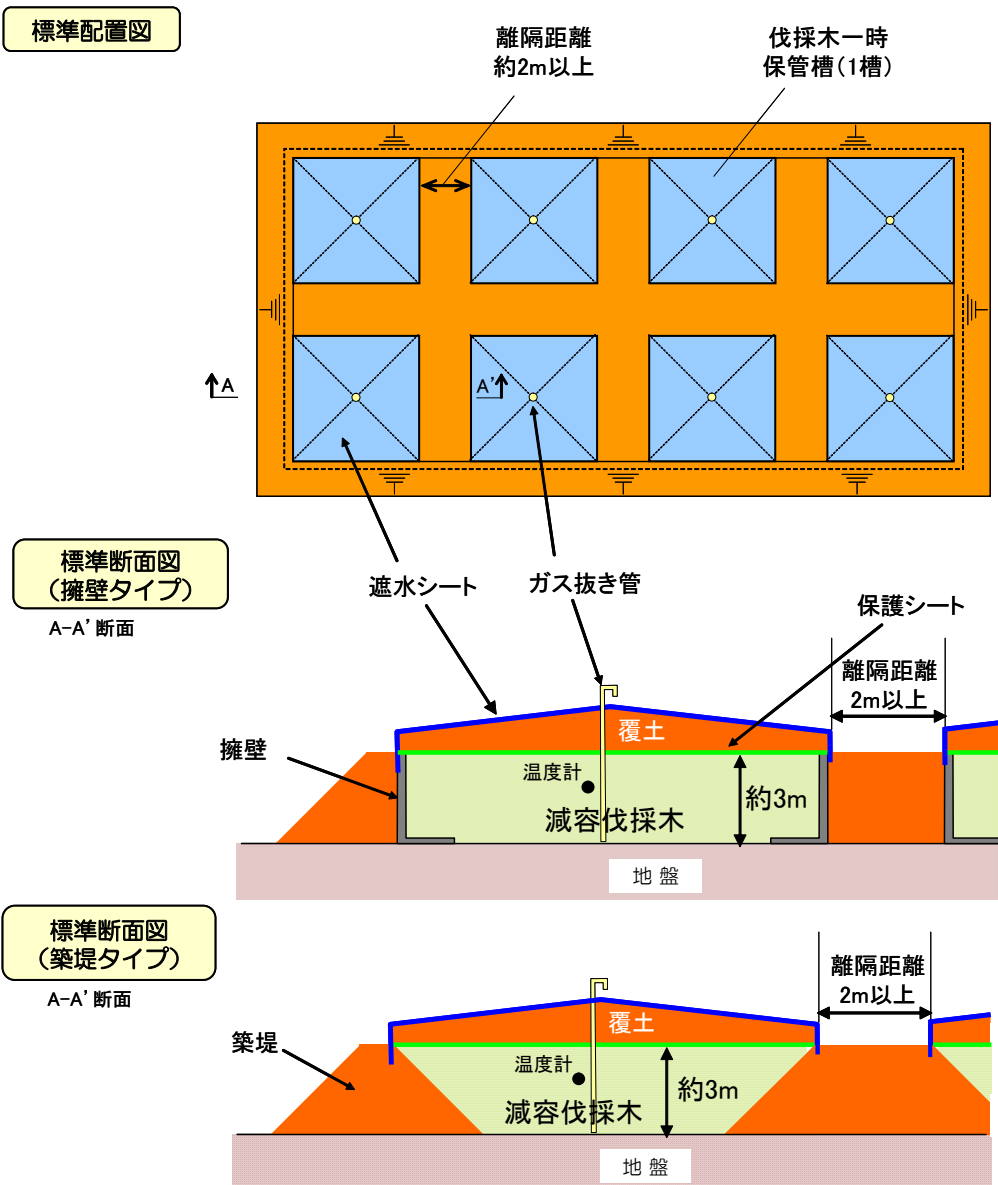 標準配置図
離隔距離
約2m以上
伐採木一時
保管槽(1槽)
A
A'
標準断面図
(擁壁タイプ)
A-A' 断面
遮水シート
ガス抜き管
保護シート
離隔距離
2m以上
擁壁
覆土
温度計
約3m
減容伐採木
地 盤
標準断面図
(築堤タイプ)
A-A' 断面
離隔距離
2m以上
築堤
覆土
温度計
約3m
減容伐採木
地 盤